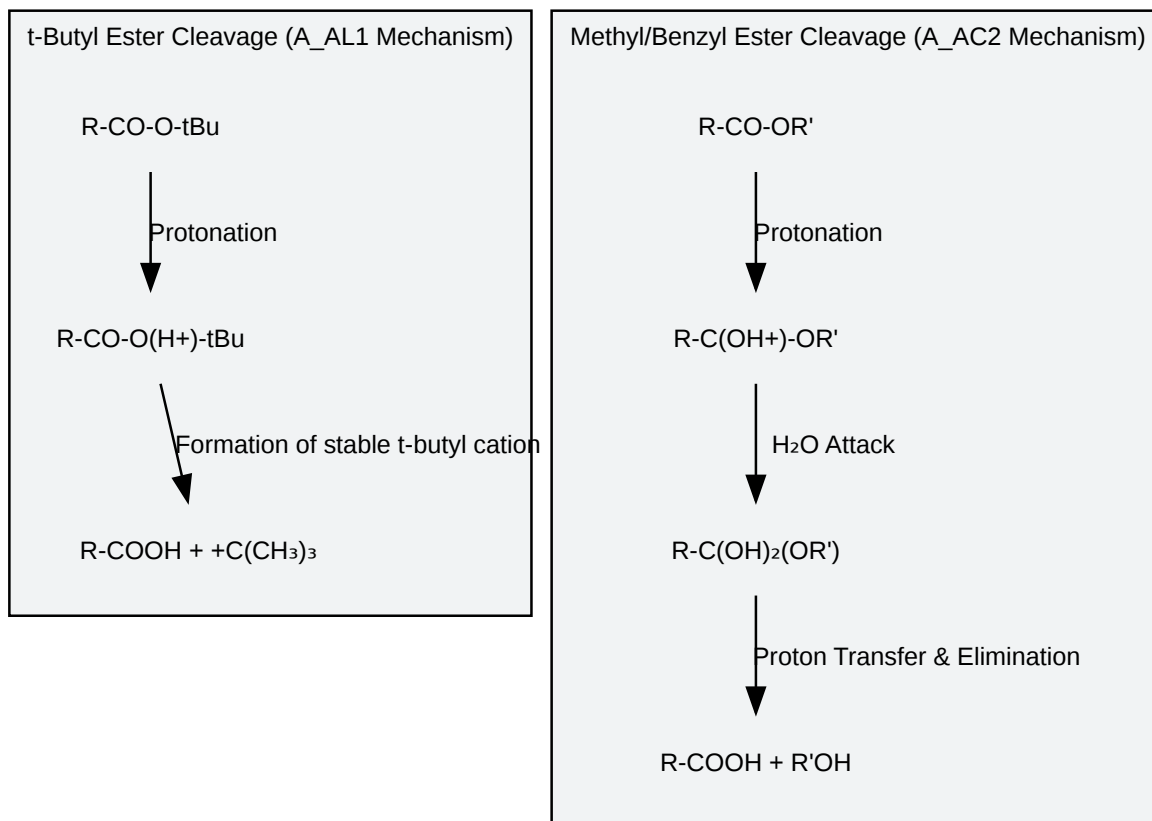 t-Butyl Ester Cleavage (A_AL1 Mechanism)
R-CO-O-tBu
Protonation
R-CO-O(H+)-tBu
Formation of stable t-butyl cation
R-COOH + +C(CH₃)₃
Methyl/Benzyl Ester Cleavage (A_AC2 Mechanism)
R-CO-OR'
Protonation
R-C(OH+)-OR'
H₂O Attack
R-C(OH)₂(OR')
Proton Transfer & Elimination
R-COOH + R'OH